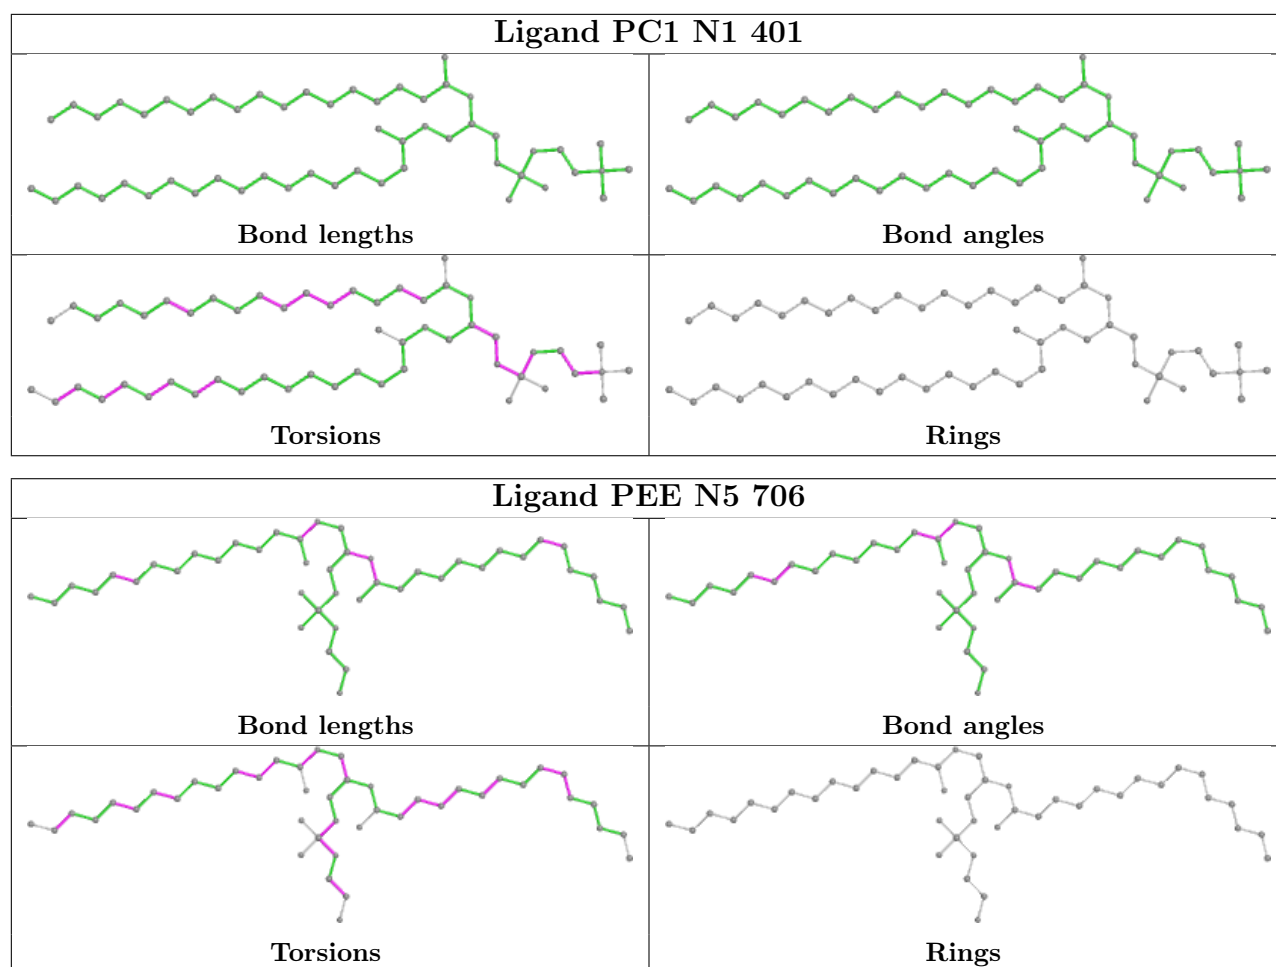 Ligand PC1 N1 401
Bond lengths
Bond angles
Torsions
Rings
Ligand PEE N5 706
Bond lengths
Bond angles
Torsions
Rings